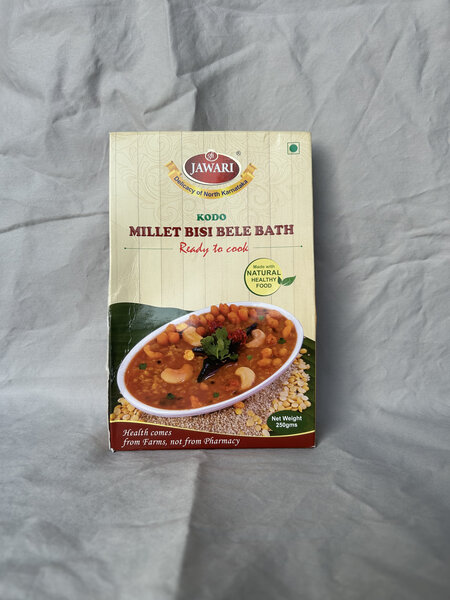 JAWARI
®
Delicacy of North Karnataka
KODO
MILLET BISI BELE BATH
Ready to cook
Made with
NATURAL
HEALTHY
FOOD
Net Weight
250gms
Health comes
from Farms, not from Pharmacy